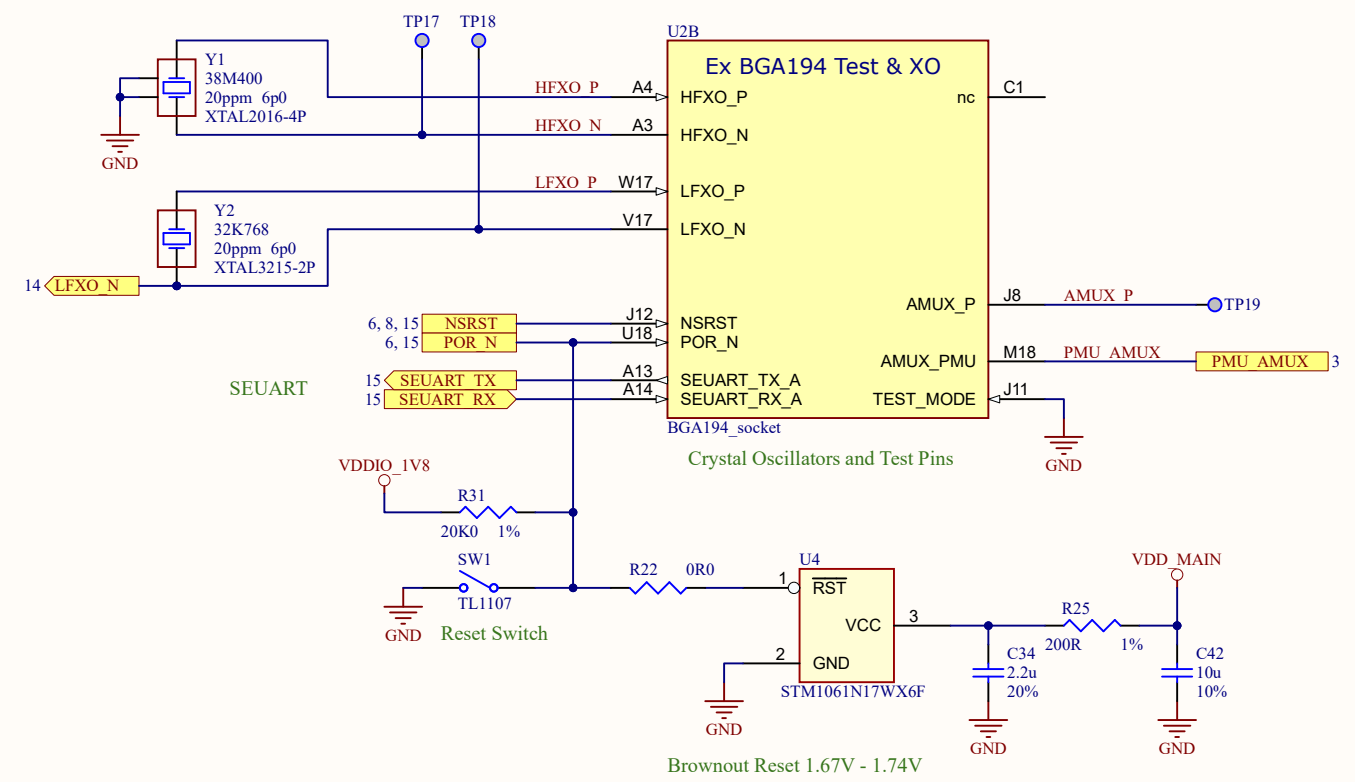 TP17
TP18
U2B
Y1
38M400
20ppm 6p0
XTAL2016-4P
GND
HFXO_P
A4
HFXO_N
A3
Ex BGA194 Test & XO
HFXO_P
nc
C1
HFXO_N
LFXO_P
W17
LFXO_P
V17
LFXO_N
Y2
32K768
20ppm 6p0
XTAL3215-2P
14
LFXO_N
AMUX_P
J8
AMUX_P
TP19
6, 8, 15
NSRST
J12
NSRST
6, 15
POR_N
U18
POR_N
AMUX_PMU
M18
PMU_AMUX
PMU_AMUX
3
SEUART
15
SEUART_TX
A13
SEUART_TX_A
15
SEUART_RX
A14
SEUART_RX_A
TEST_MODE
J11
GND
BGA194_socket
Crystal Oscillators and Test Pins
VDDIO_1V8
R31
20K0
1%
SW1
TL1107
GND
Reset Switch
R22
0R0
U4
1
RST
VCC
3
2
GND
STM1061N17WX6F
GND
VDD_MAIN
R25
200R
1%
C34
2.2u
20%
GND
C42
10u
10%
GND
Brownout Reset 1.67V - 1.74V